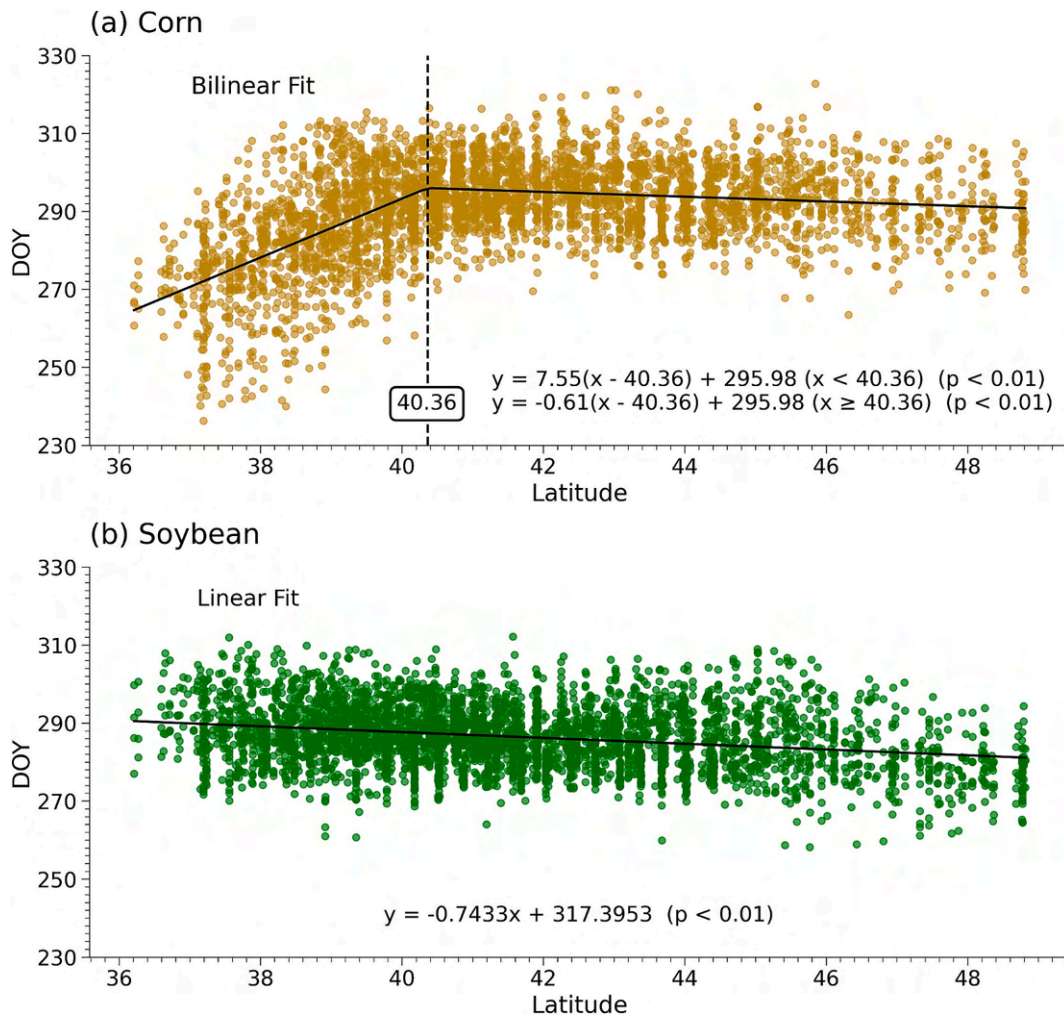 (a) Corn
330
Bilinear Fit
310
290
DOY
270
250
y = 7.55(x - 40.36) + 295.98 (x < 40.36)  (p < 0.01)
40.36
y = -0.61(x - 40.36) + 295.98 (x ≥ 40.36)  (p < 0.01)
230
36 38 40 42 44 46 48
Latitude
(b) Soybean
330
Linear Fit
310
290
DOY
270
250
y = -0.7433x + 317.3953  (p < 0.01)
230
36 38 40 42 44 46 48
Latitude